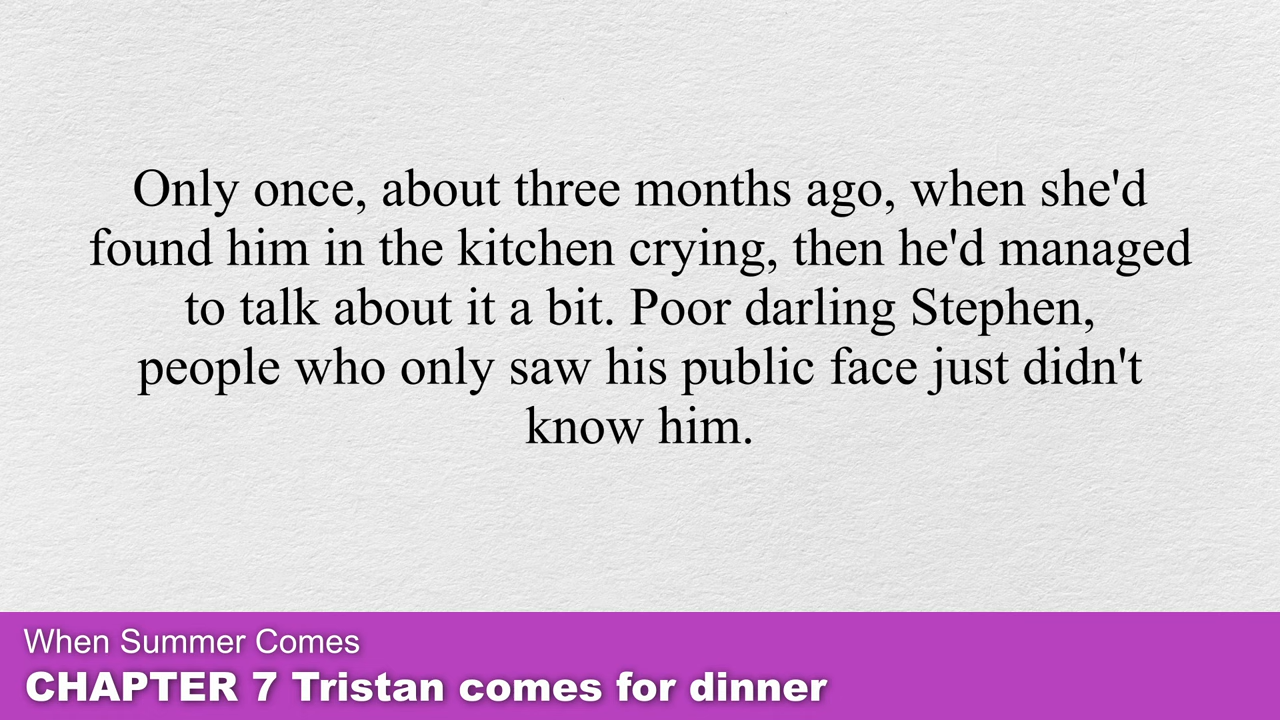 Only once, about three months ago, when she'd
found him in the kitchen crying, then he'd managed
to talk about it a bit. Poor darling Stephen,
people who only saw his public face just didn't
know him.
When Summer Comes
CHAPTER 7 Tristan comes for dinner